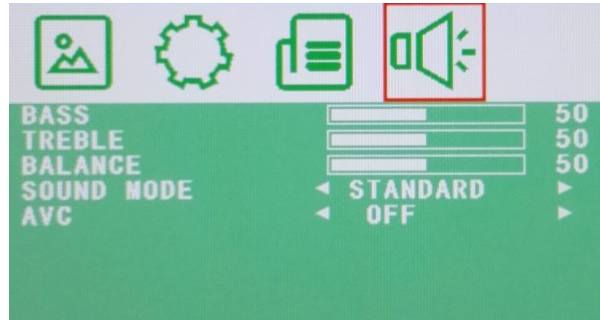 BASS 50
TREBLE 50
BALANCE 50
SOUND MODE STANDARD
AVC OFF